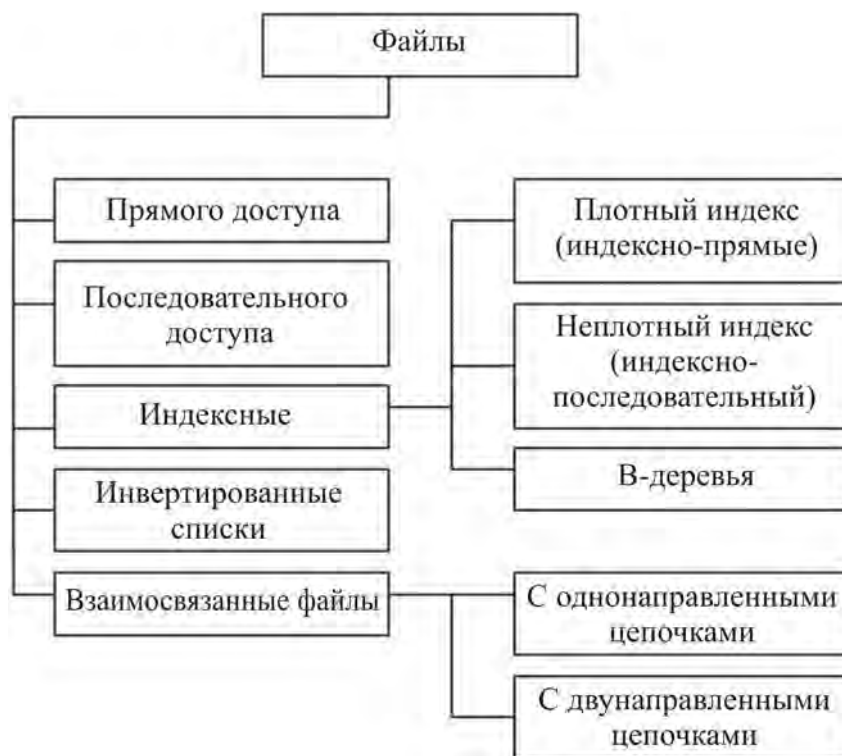 Файлы
Прямого доступа
Последовательного
доступа
Индексные
Инвертированные
списки
Взаимосвязанные файлы
Плотный индекс
(индексно-прямые)
Неплотный индекс
(индексно-
последовательный)
В-деревья
С однонаправленными
цепочками
С двунаправленными
цепочками